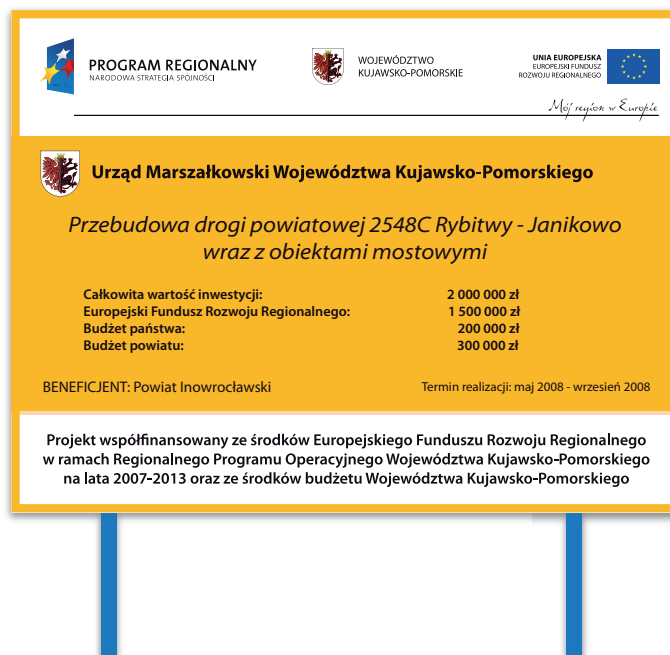 PROGRAM REGIONALNY
NARODOWA STRATEGIA SPÓJNOŚCI
WOJEWÓDZTWO
KUJAWSKO-POMORSKIE
UNIA EUROPEJSKA
EUROPEJSKI FUNDUSZ
ROZWOJU REGIONALNEGO
Mój region w Europie
Urząd Marszałkowski Województwa Kujawsko-Pomorskiego
Przebudowa drogi powiatowej 2548C Rybitwy - Janikowo
wraz z obiektami mostowymi
Całkowita wartość inwestycji: 2 000 000 zł
Europejski Fundusz Rozwoju Regionalnego: 1 500 000 zł
Budżet państwa: 200 000 zł
Budżet powiatu: 300 000 zł
BENEFICJENT: Powiat Inowrocławski
Termin realizacji: maj 2008 - wrzesień 2008
Projekt współfinansowany ze środków Europejskiego Funduszu Rozwoju Regionalnego
w ramach Regionalnego Programu Operacyjnego Województwa Kujawsko-Pomorskiego
na lata 2007-2013 oraz ze środków budżetu Województwa Kujawsko-Pomorskiego